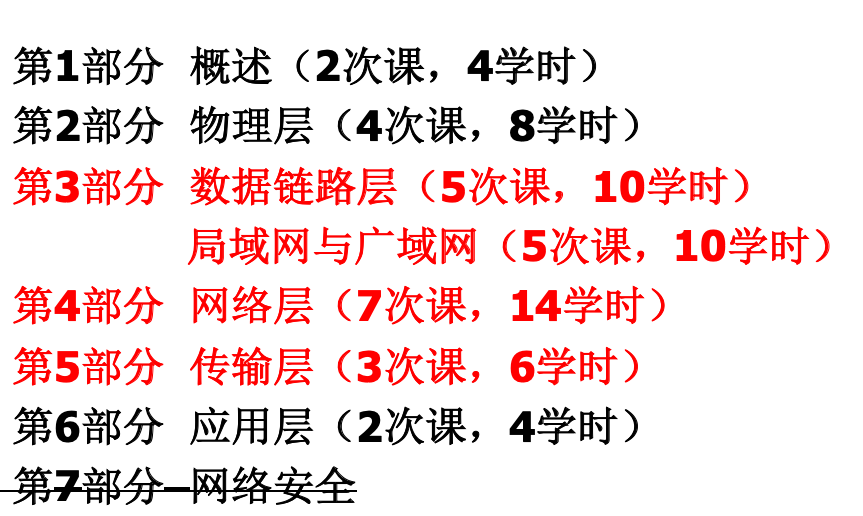 第1部分 概述（2次课，4学时）
第2部分 物理层（4次课，8学时）
第3部分 数据链路层（5次课，10学时）
局域网与广域网（5次课，10学时）
第4部分 网络层（7次课，14学时）
第5部分 传输层（3次课，6学时）
第6部分 应用层（2次课，4学时）
第7部分 网络安全